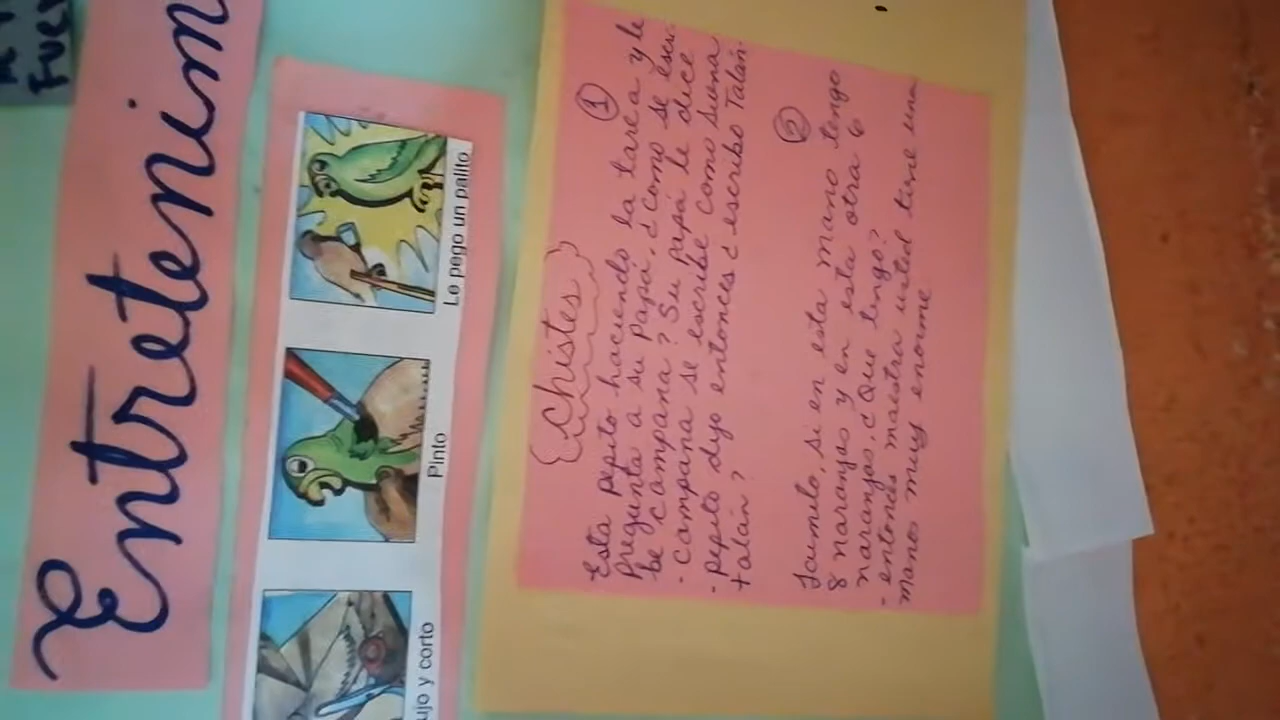 Fue
Entretenim
ujo y corto
Pinto
Le pego un palito
Chistes
①
Esta pepito haciendo la tarea y le
pregunta a su papá, ¿como se escri
be campana? Su papá le dice
- campana se escribe como suena
- pepito dijo entonces ¿escribo Talán
talán?
②
Jaimito, si en esta mano tengo
8 naranjas y en esta otra 6
naranjas, ¿Que tengo?
- entonces maestra usted tiene una
mano muy enorme